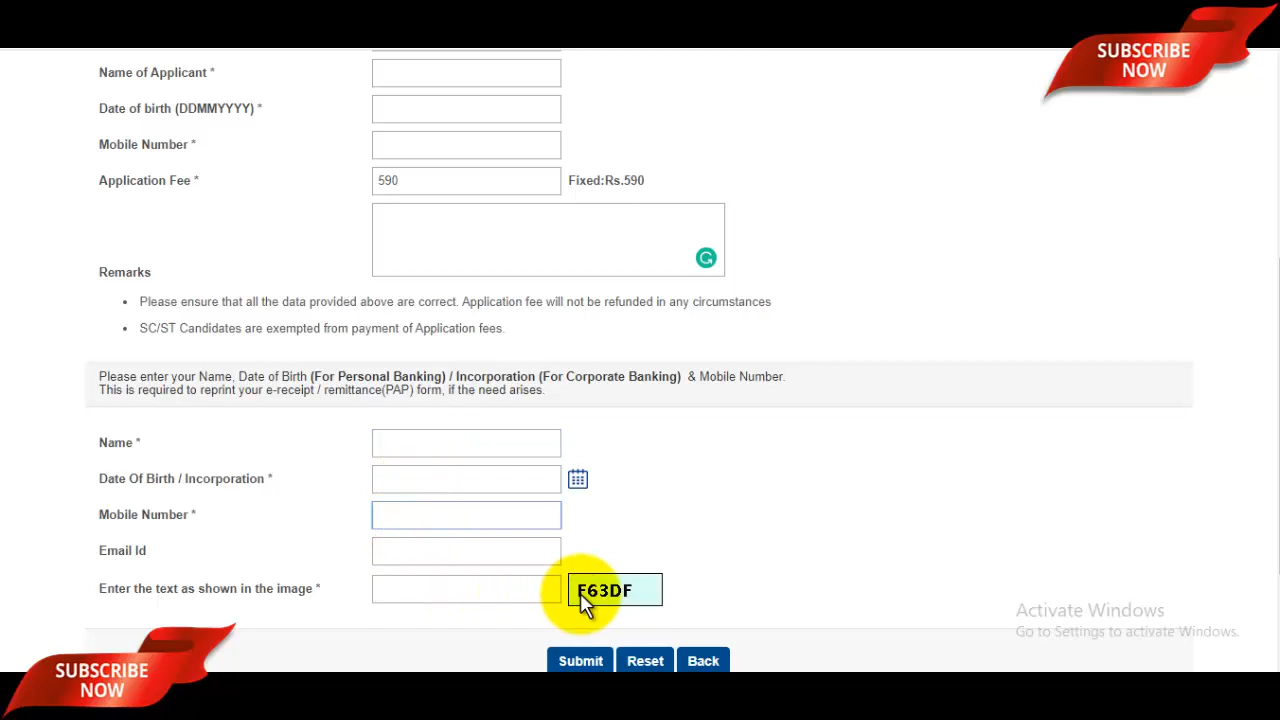 SUBSCRIBE
NOW
Name of Applicant *
Date of birth (DDMMYYYY) *
Mobile Number *
Application Fee * 590 Fixed:Rs.590
Remarks
• Please ensure that all the data provided above are correct. Application fee will not be refunded in any circumstances
• SC/ST Candidates are exempted from payment of Application fees.
Please enter your Name, Date of Birth (For Personal Banking) / Incorporation (For Corporate Banking) & Mobile Number.
This is required to reprint your e-receipt / remittance(PAP) form, if the need arises.
Name *
Date Of Birth / Incorporation *
Mobile Number *
Email Id
Enter the text as shown in the image * F63DF
Activate Windows
Go to Settings to activate Windows.
Submit Reset Back
SUBSCRIBE
NOW